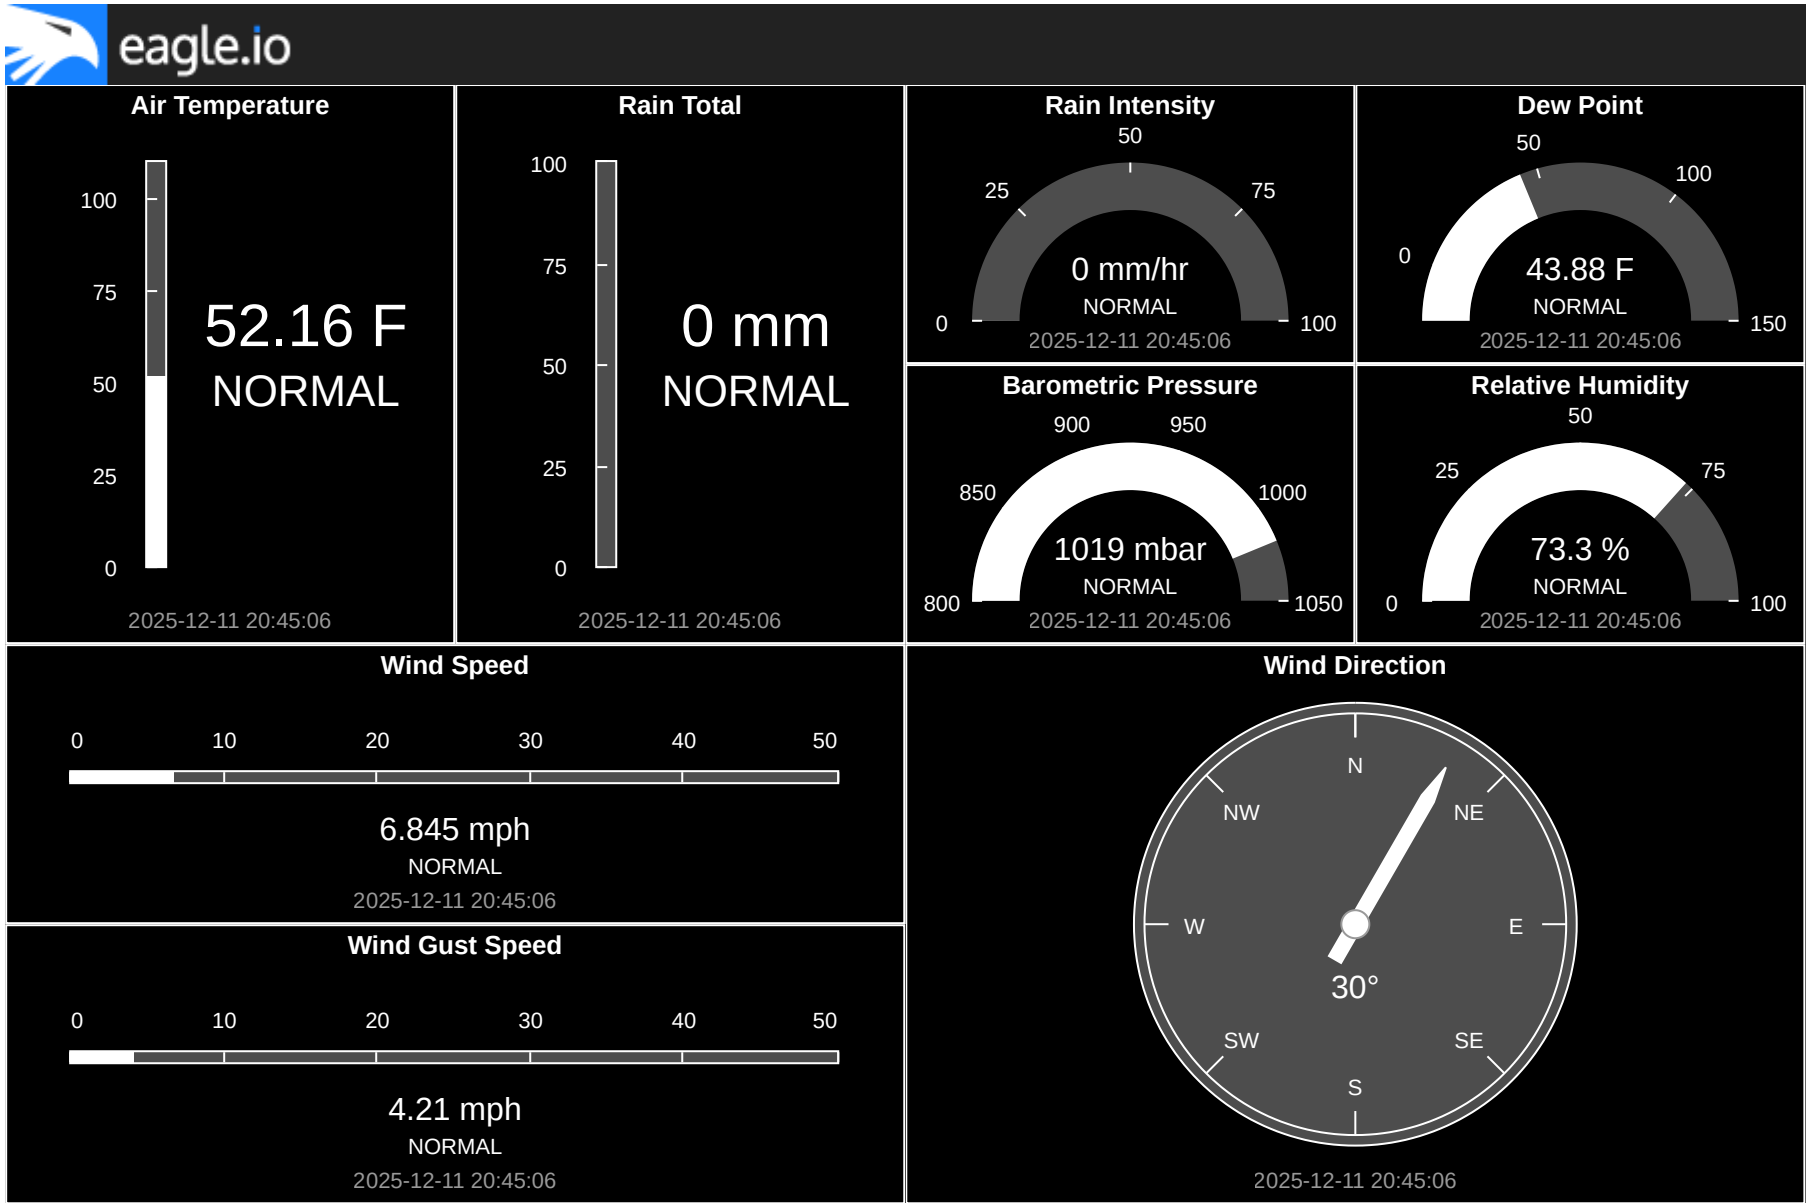 eagle.io
Air Temperature
100
75
50
25
0
52.16 F
NORMAL
2025-12-11 20:45:06
Rain Total
100
75
50
25
0
0 mm
NORMAL
2025-12-11 20:45:06
Rain Intensity
0
25
50
75
100
0 mm/hr
NORMAL
2025-12-11 20:45:06
Dew Point
0
50
100
150
43.88 F
NORMAL
2025-12-11 20:45:06
Barometric Pressure
800
850
900
950
1000
1050
1019 mbar
NORMAL
2025-12-11 20:45:06
Relative Humidity
0
25
50
75
100
73.3 %
NORMAL
2025-12-11 20:45:06
Wind Speed
0 10 20 30 40 50
6.845 mph
NORMAL
2025-12-11 20:45:06
Wind Gust Speed
0 10 20 30 40 50
4.21 mph
NORMAL
2025-12-11 20:45:06
Wind Direction
N
NW NE
W E
30°
SW SE
S
2025-12-11 20:45:06